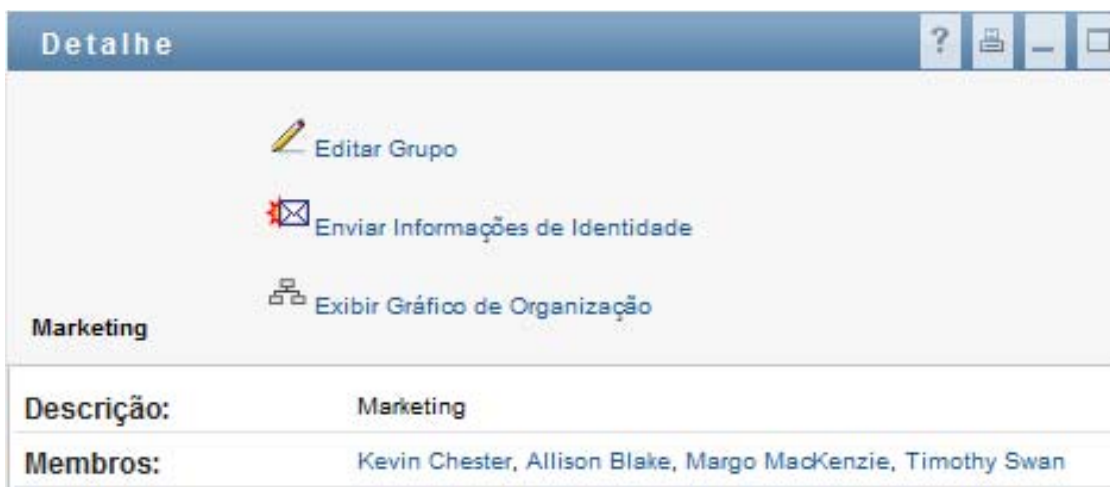 Detalhe ?
Editar Grupo
Enviar Informações de Identidade
Exibir Gráfico de Organização
Marketing
Descrição: Marketing
Membros: Kevin Chester, Allison Blake, Margo MacKenzie, Timothy Swan